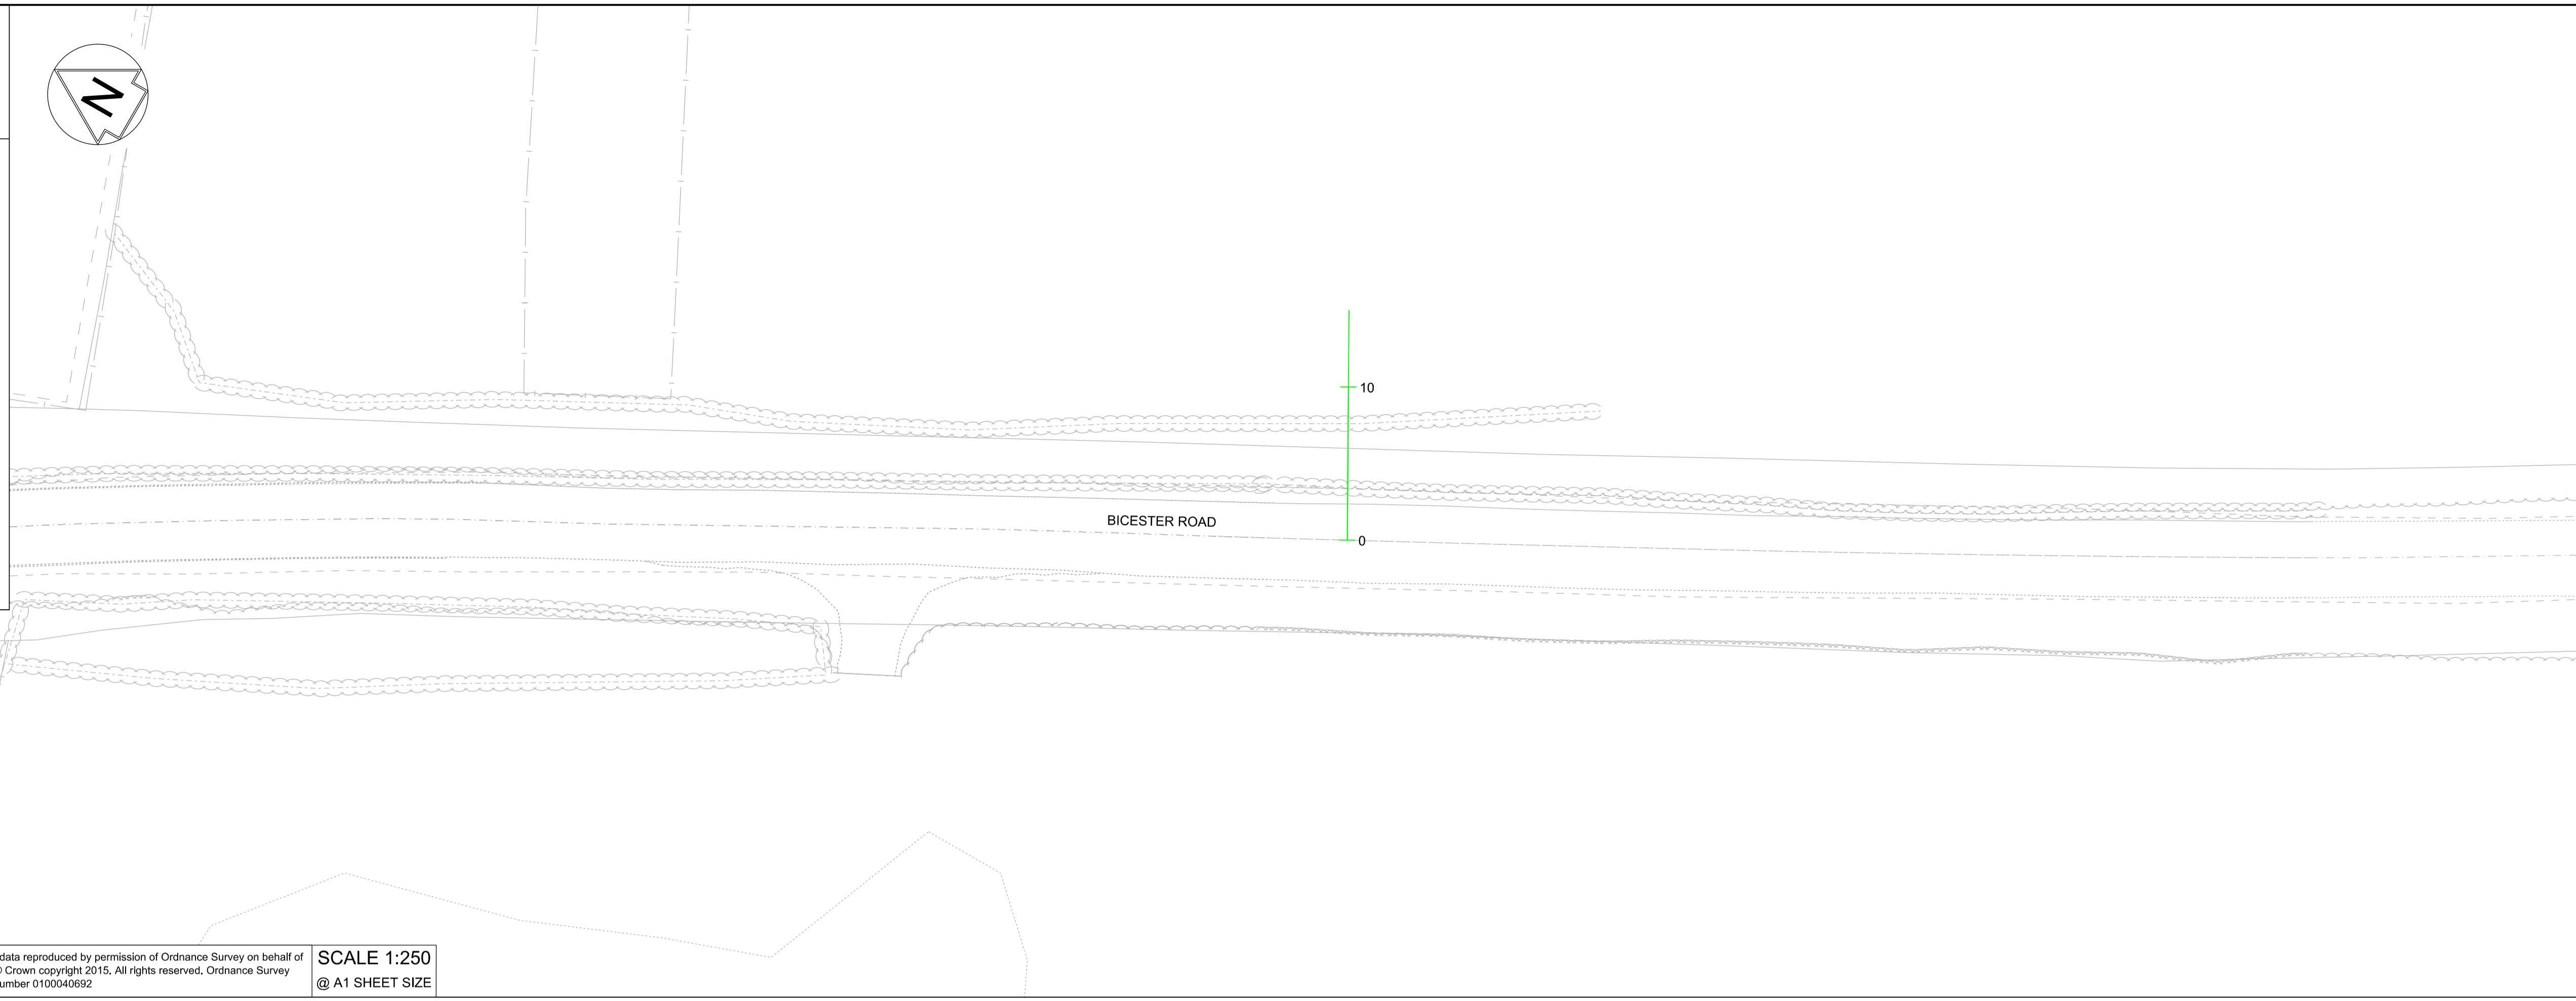 N
10
BICESTER ROAD
0
data reproduced by permission of Ordnance Survey on behalf of
Crown copyright 2015. All rights reserved. Ordnance Survey
umber 0100040692
SCALE 1:250
@ A1 SHEET SIZE